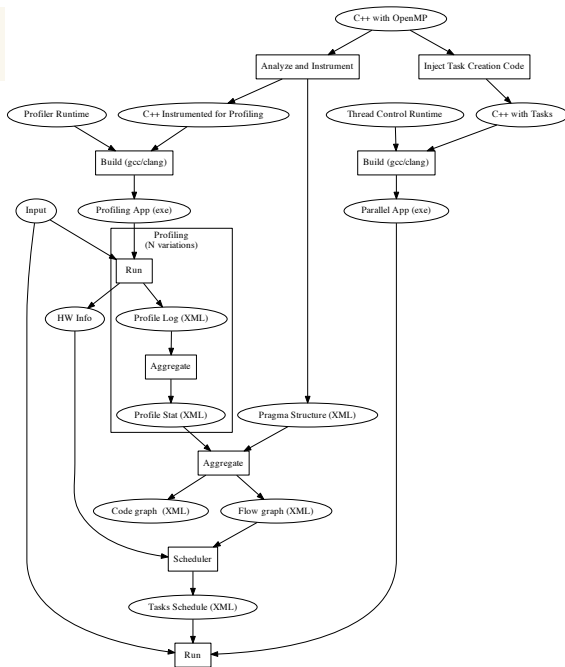 C++ with OpenMP
Analyze and Instrument
Inject Task Creation Code
Profiler Runtime
C++ Instrumented for Profiling
Thread Control Runtime
C++ with Tasks
Build (gcc/clang)
Build (gcc/clang)
Input
Profiling App (exe)
Parallel App (exe)
Profiling
(N variations)
Run
HW Info
Profile Log (XML)
Aggregate
Profile Stat (XML)
Pragma Structure (XML)
Aggregate
Code graph (XML)
Flow graph (XML)
Scheduler
Tasks Schedule (XML)
Run